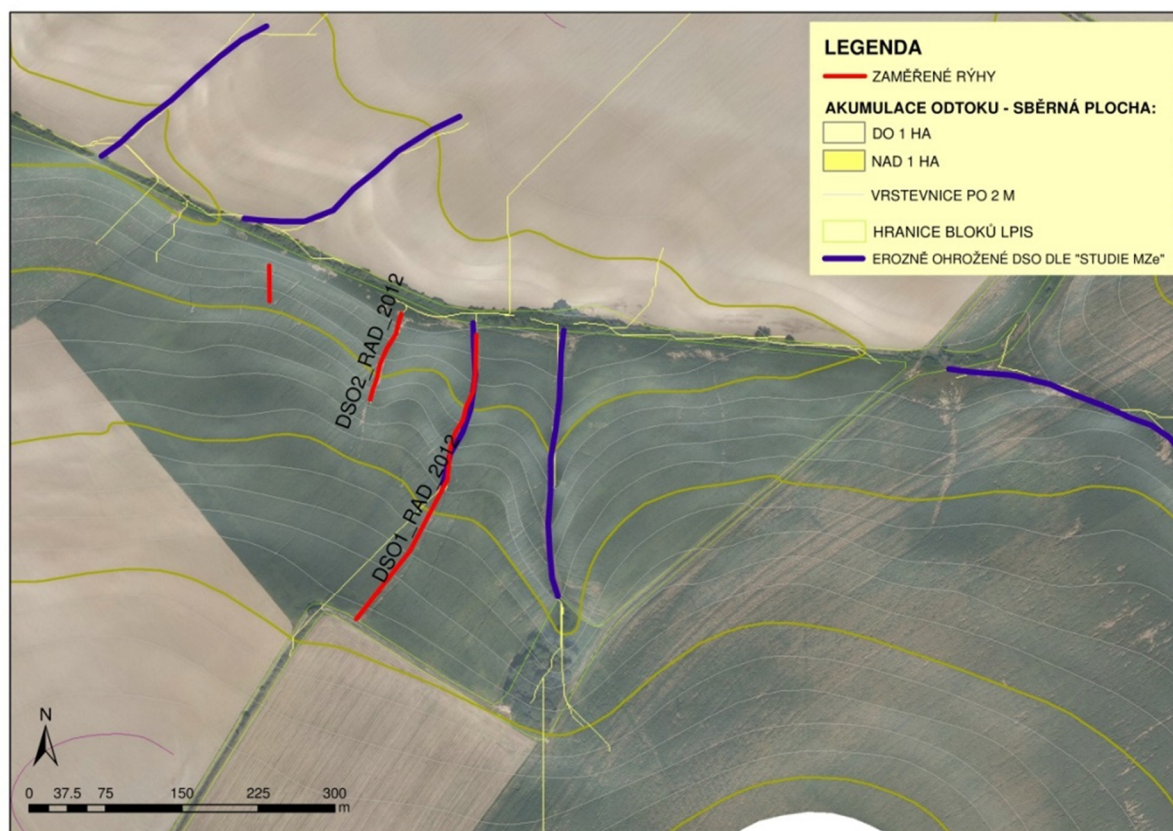 LEGENDA
ZAMĚŘENÉ RÝHY
AKUMULACE ODTOKU - SBĚRNÁ PLOCHA:
DO 1 HA
NAD 1 HA
VRSTEVNICE PO 2 M
HRANICE BLOKŮ LPIS
EROZNĚ OHROŽENÉ DSO DLE "STUDIE MZe"
DSO2_RAD_2012
DSO1_RAD_2012
N
0 37.5 75 150 225 300
m